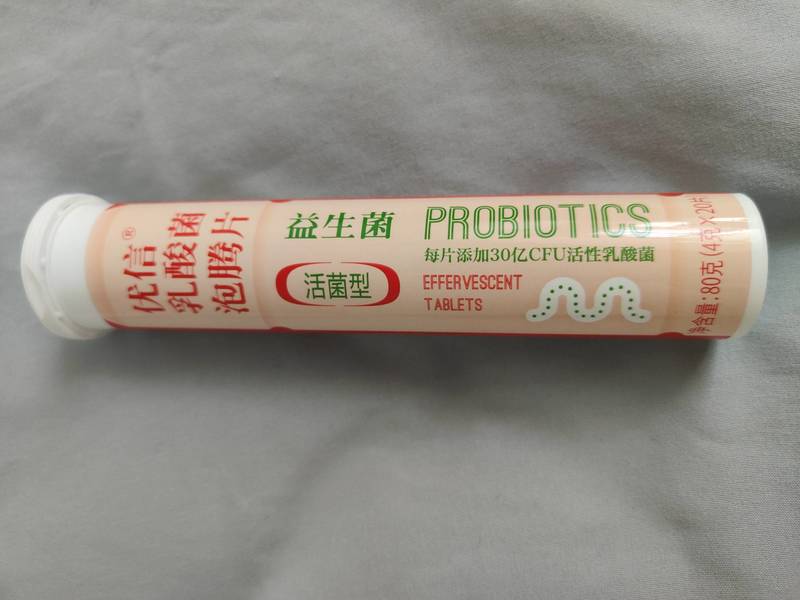 优信®
乳酸菌
泡腾片
益生菌
PROBIOTICS
每片添加30亿CFU活性乳酸菌
活菌型
EFFERVESCENT
TABLETS
净含量:80克(4克X20片